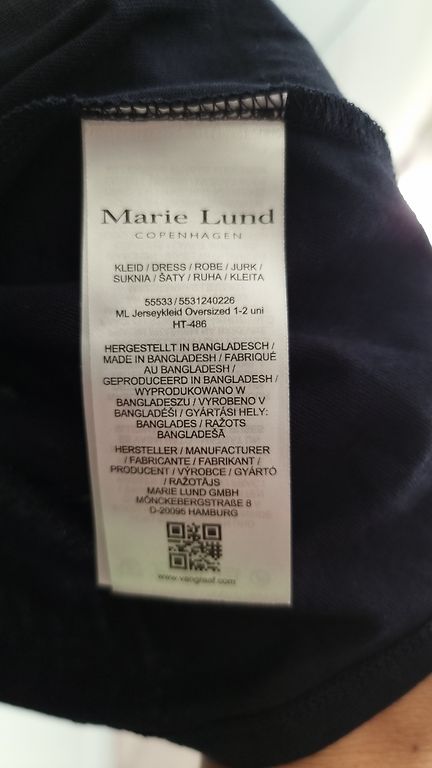 Marie Lund
COPENHAGEN
KLEID / DRESS / ROBE / JURK /
SUKNIA / ŠATY / RUHA / KLEITA
55533 / 5531240226
ML Jerseykleid Oversized 1-2 uni
HT-486
HERGESTELLT IN BANGLADESCH /
MADE IN BANGLADESH / FABRIQUÉ
AU BANGLADESH /
GEPRODUCEERD IN BANGLADESH /
WYPRODUKOWANO W
BANGLADESZU / VYROBENO V
BANGLADÉŠI / GYÁRTÁSI HELY:
BANGLADES / RAŽOTS
BANGLADEŠĀ
HERSTELLER / MANUFACTURER
/ FABRICANTE / FABRIKANT /
PRODUCENT / VÝROBCE / GYÁRTÓ
/ RAŽOTĀJS
MARIE LUND GMBH
MÖNCKEBERGSTRAßE 8
D-20095 HAMBURG
www.vangraaf.com